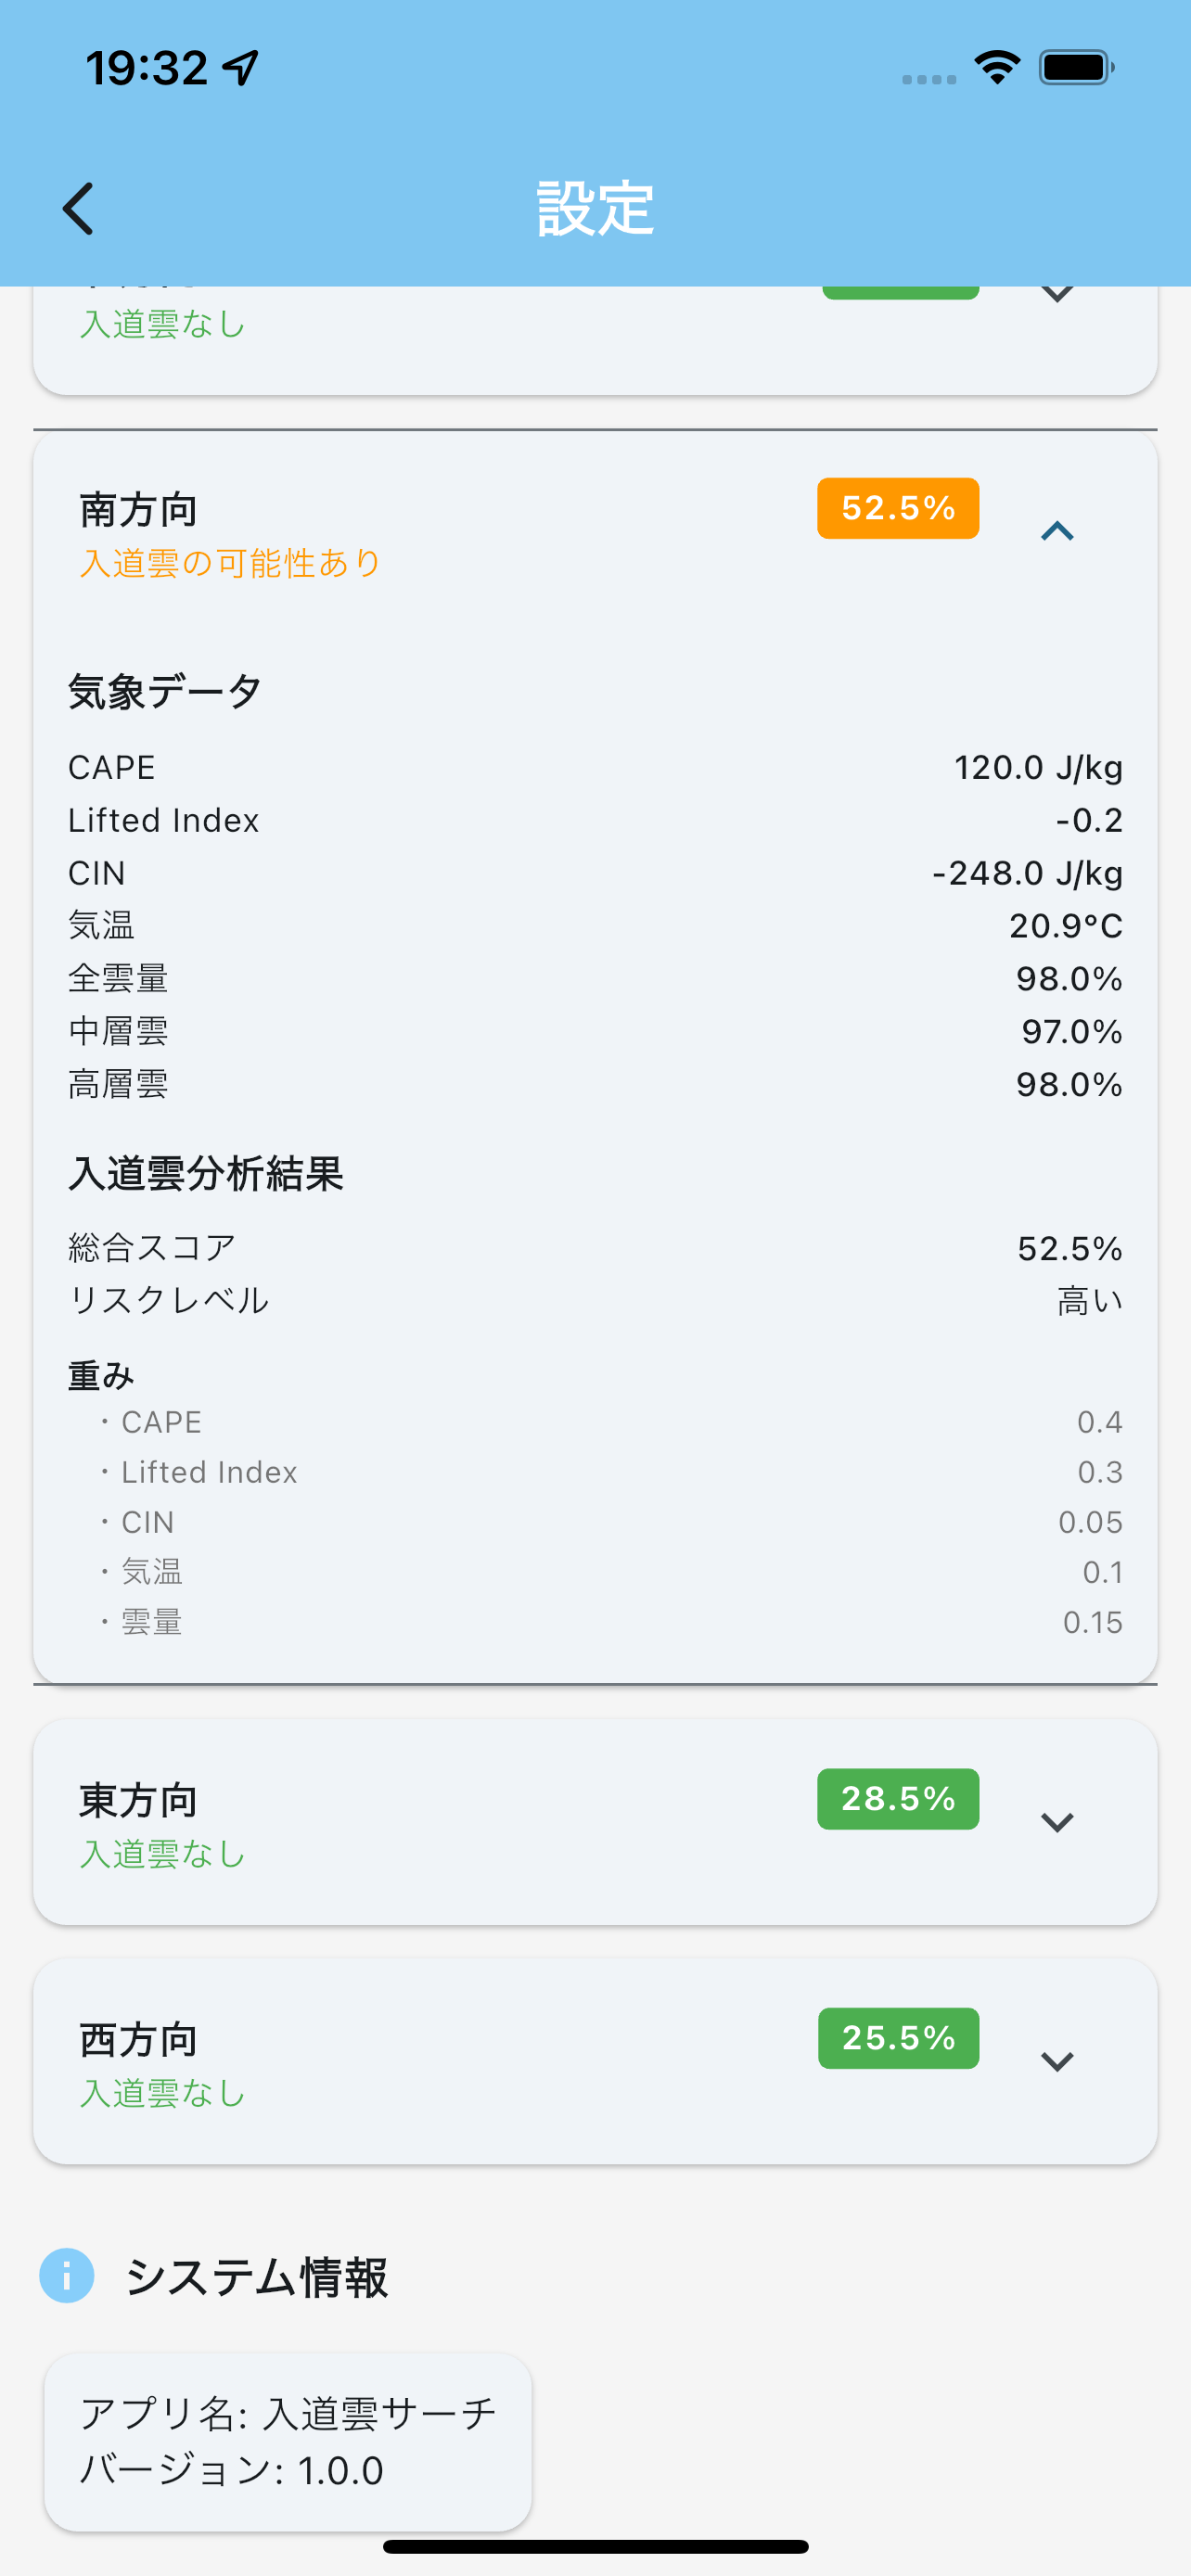 19:32
設定
入道雲なし
南方向
52.5%
入道雲の可能性あり
気象データ
CAPE 120.0 J/kg
Lifted Index -0.2
CIN -248.0 J/kg
気温 20.9°C
全雲量 98.0%
中層雲 97.0%
高層雲 98.0%
入道雲分析結果
総合スコア 52.5%
リスクレベル 高い
重み
・CAPE 0.4
・Lifted Index 0.3
・CIN 0.05
・気温 0.1
・雲量 0.15
東方向
28.5%
入道雲なし
西方向
25.5%
入道雲なし
システム情報
アプリ名: 入道雲サーチ
バージョン: 1.0.0